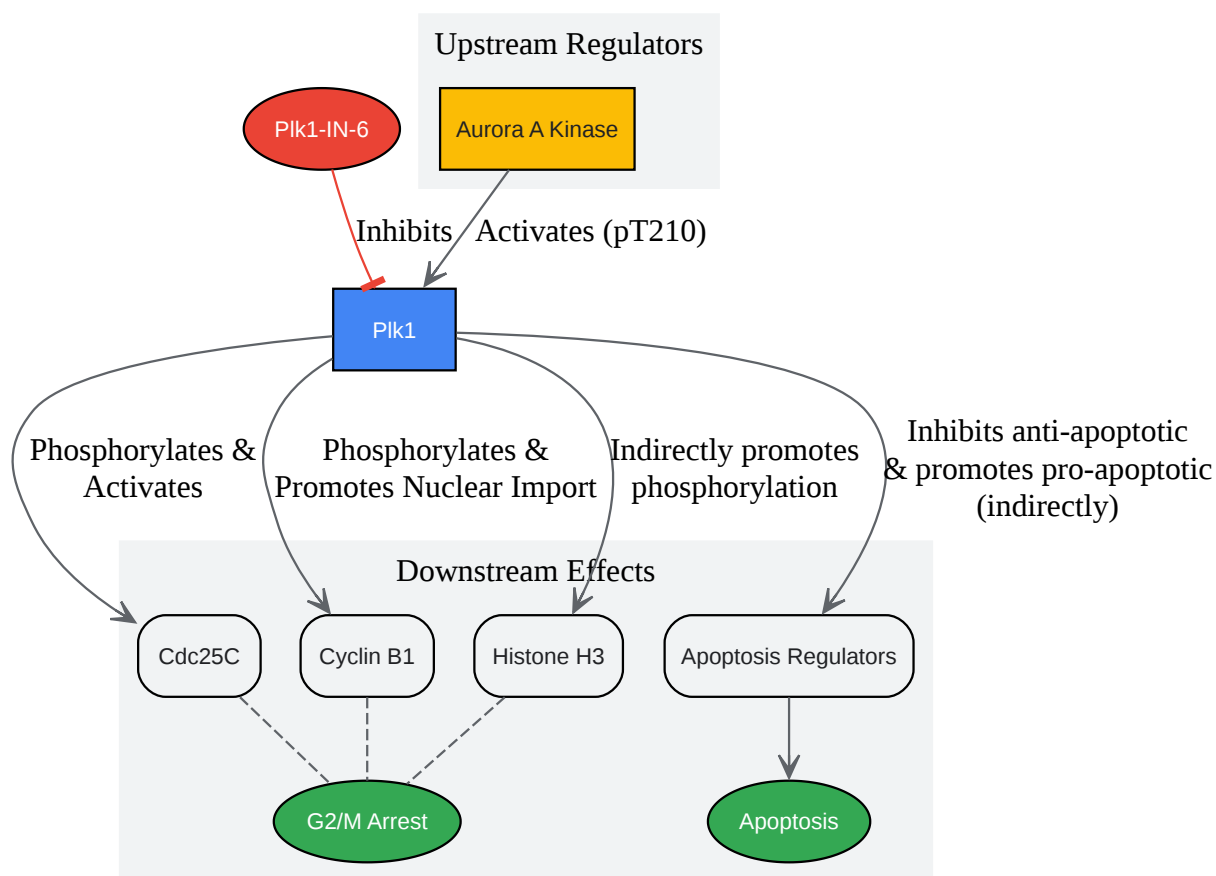 Upstream Regulators
Plk1-IN-6
Aurora A Kinase
Inhibits
Activates (pT210)
Plk1
Phosphorylates &
Activates
Phosphorylates &
Promotes Nuclear Import
Indirectly promotes
phosphorylation
Inhibits anti-apoptotic
& promotes pro-apoptotic
(indirectly)
Downstream Effects
Cdc25C
Cyclin B1
Histone H3
Apoptosis Regulators
G2/M Arrest
Apoptosis